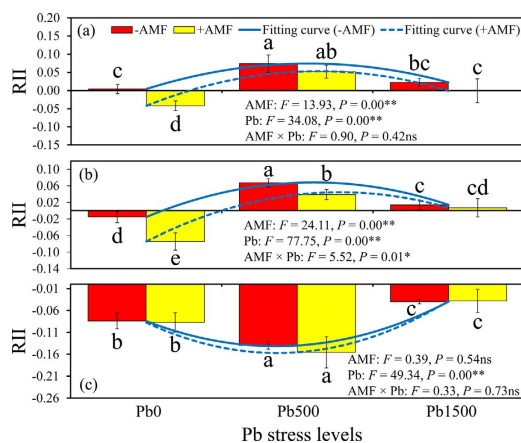 -AMF +AMF Fitting curve (-AMF) Fitting curve (+AMF)
0.20
0.15
0.10
0.05
0.00
-0.05
-0.10
RII
(a)
c
d
a
ab
bc
c
AMF: F = 13.93, P = 0.00**
Pb: F = 34.08, P = 0.00**
AMF × Pb: F = 0.90, P = 0.42ns
0.10
0.06
0.02
-0.02
-0.06
-0.10
-0.14
RII
(b)
d
e
a
b
c
cd
AMF: F = 24.11, P = 0.00**
Pb: F = 77.75, P = 0.00**
AMF × Pb: F = 5.52, P = 0.01*
-0.01
-0.06
-0.11
-0.16
-0.21
-0.26
RII
(c)
b
b
a
a
c
c
AMF: F = 0.39, P = 0.54ns
Pb: F = 49.34, P = 0.00**
AMF × Pb: F = 0.33, P = 0.73ns
Pb0 Pb500 Pb1500
Pb stress levels